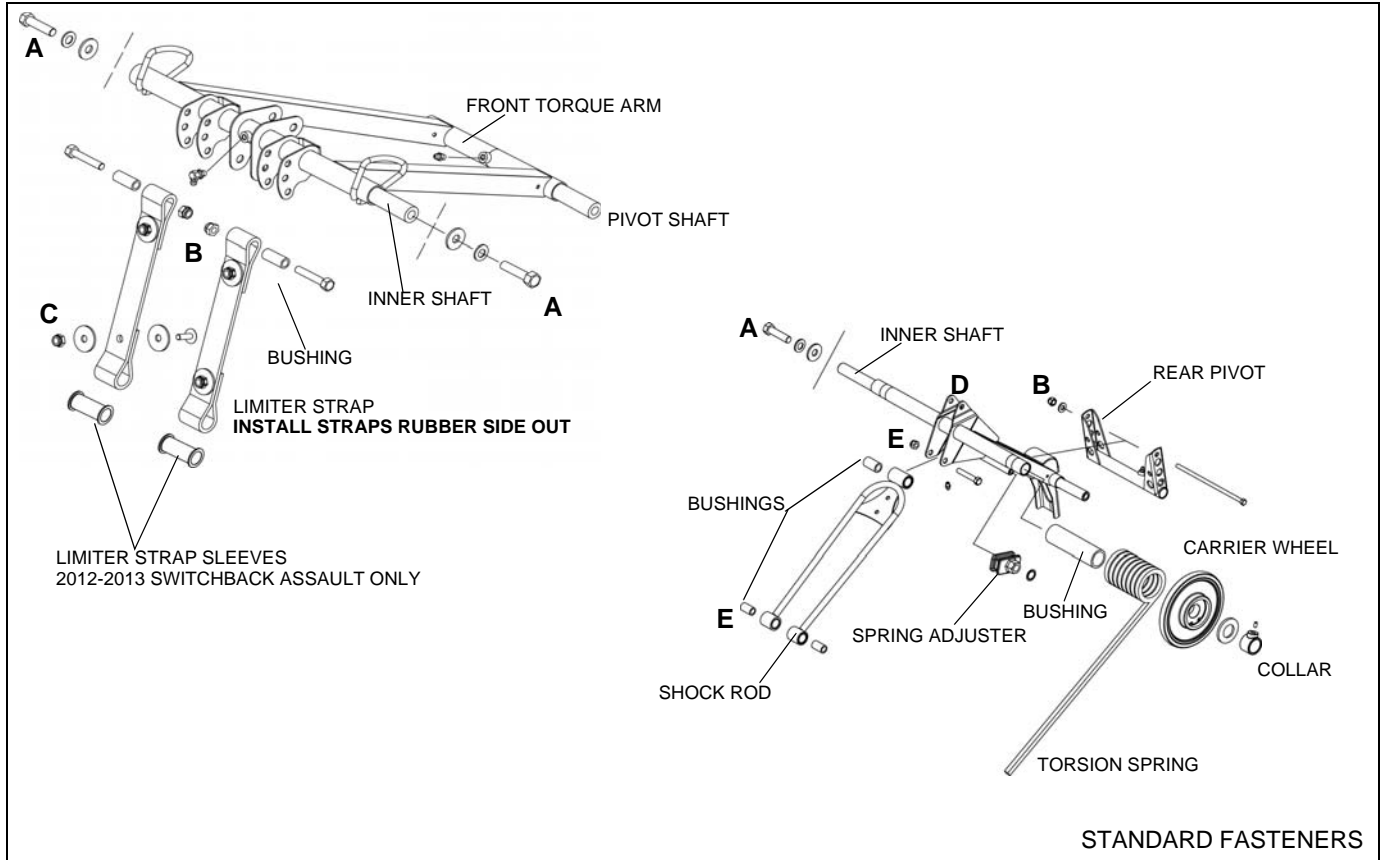 A
FRONT TORQUE ARM
PIVOT SHAFT
B
INNER SHAFT
A
C
BUSHING
LIMITER STRAP
INSTALL STRAPS RUBBER SIDE OUT
LIMITER STRAP SLEEVES
2012-2013 SWITCHBACK ASSAULT ONLY
A
INNER SHAFT
D
B
REAR PIVOT
E
BUSHINGS
CARRIER WHEEL
BUSHING
E
SPRING ADJUSTER
COLLAR
SHOCK ROD
TORSION SPRING
STANDARD FASTENERS